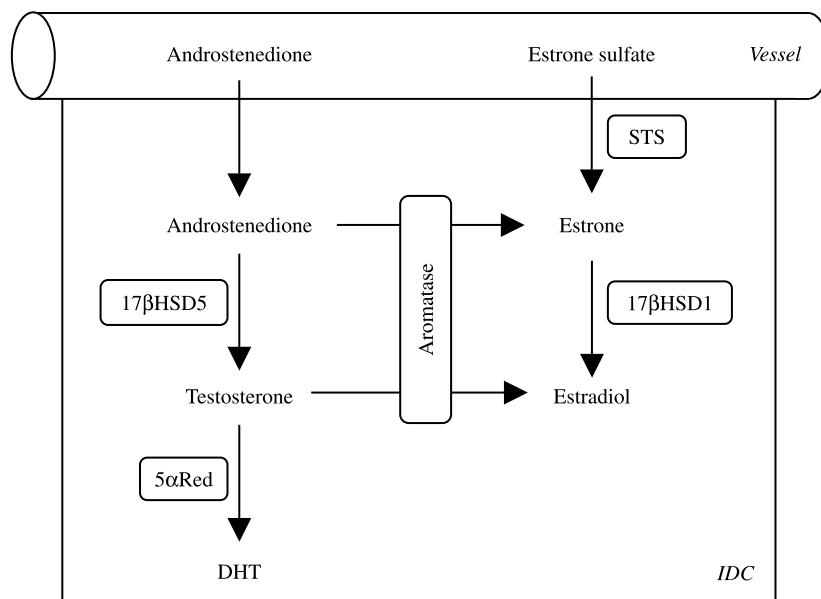 Androstenedione
Estrone sulfate
Vessel
STS
Androstenedione
Estrone
17βHSD5
Aromatase
17βHSD1
Testosterone
Estradiol
5αRed
DHT
IDC